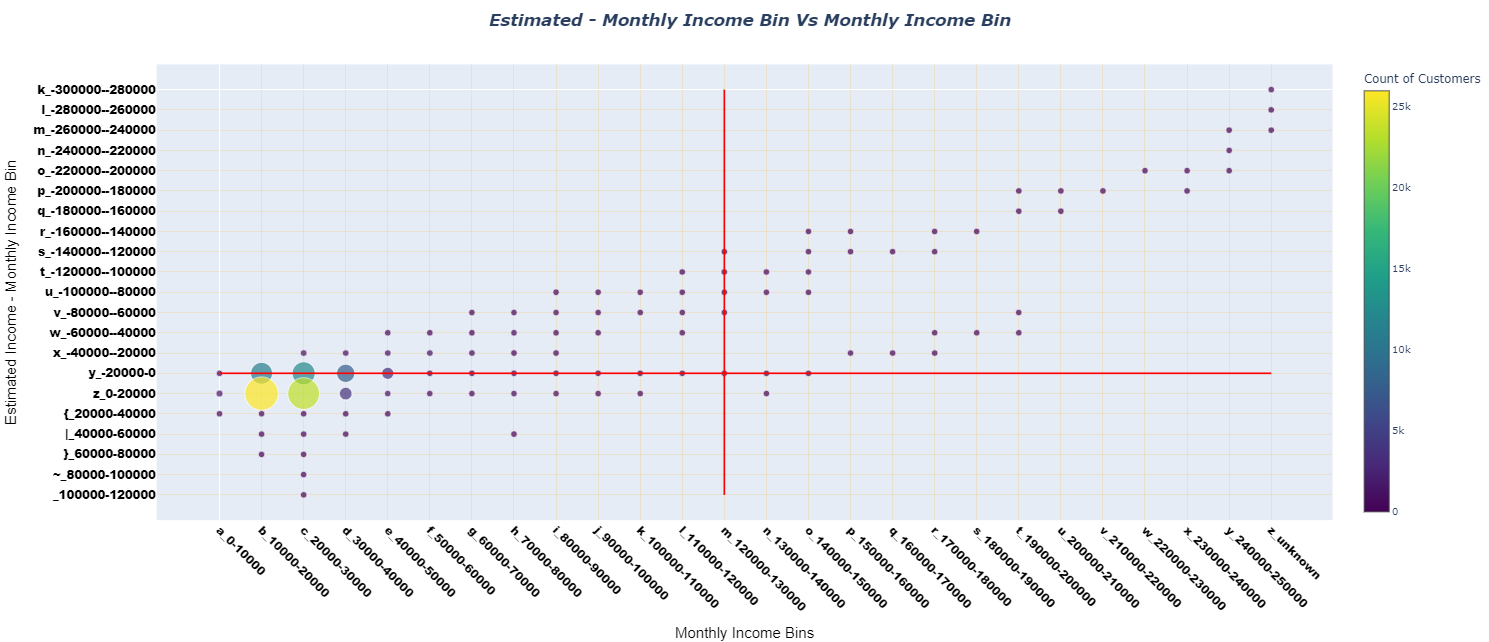 Estimated - Monthly Income Bin Vs Monthly Income Bin
Estimated Income - Monthly Income Bin
k_-300000--280000
l_-280000--260000
m_-260000--240000
n_-240000--220000
o_-220000--200000
p_-200000--180000
q_-180000--160000
r_-160000--140000
s_-140000--120000
t_-120000--100000
u_-100000--80000
v_-80000--60000
w_-60000--40000
x_-40000--20000
y_-20000-0
z_0-20000
{_20000-40000
|_40000-60000
}_60000-80000
~_80000-100000
_100000-120000
a_0-10000
b_10000-20000
c_20000-30000
d_30000-40000
e_40000-50000
f_50000-60000
g_60000-70000
h_70000-80000
i_80000-90000
j_90000-100000
k_100000-110000
l_110000-120000
m_120000-130000
n_130000-140000
o_140000-150000
p_150000-160000
q_160000-170000
r_170000-180000
s_180000-190000
t_190000-200000
u_200000-210000
v_210000-220000
w_220000-230000
x_230000-240000
y_240000-250000
z_unknown
Monthly Income Bins
Count of Customers
25k
20k
15k
10k
5k
0